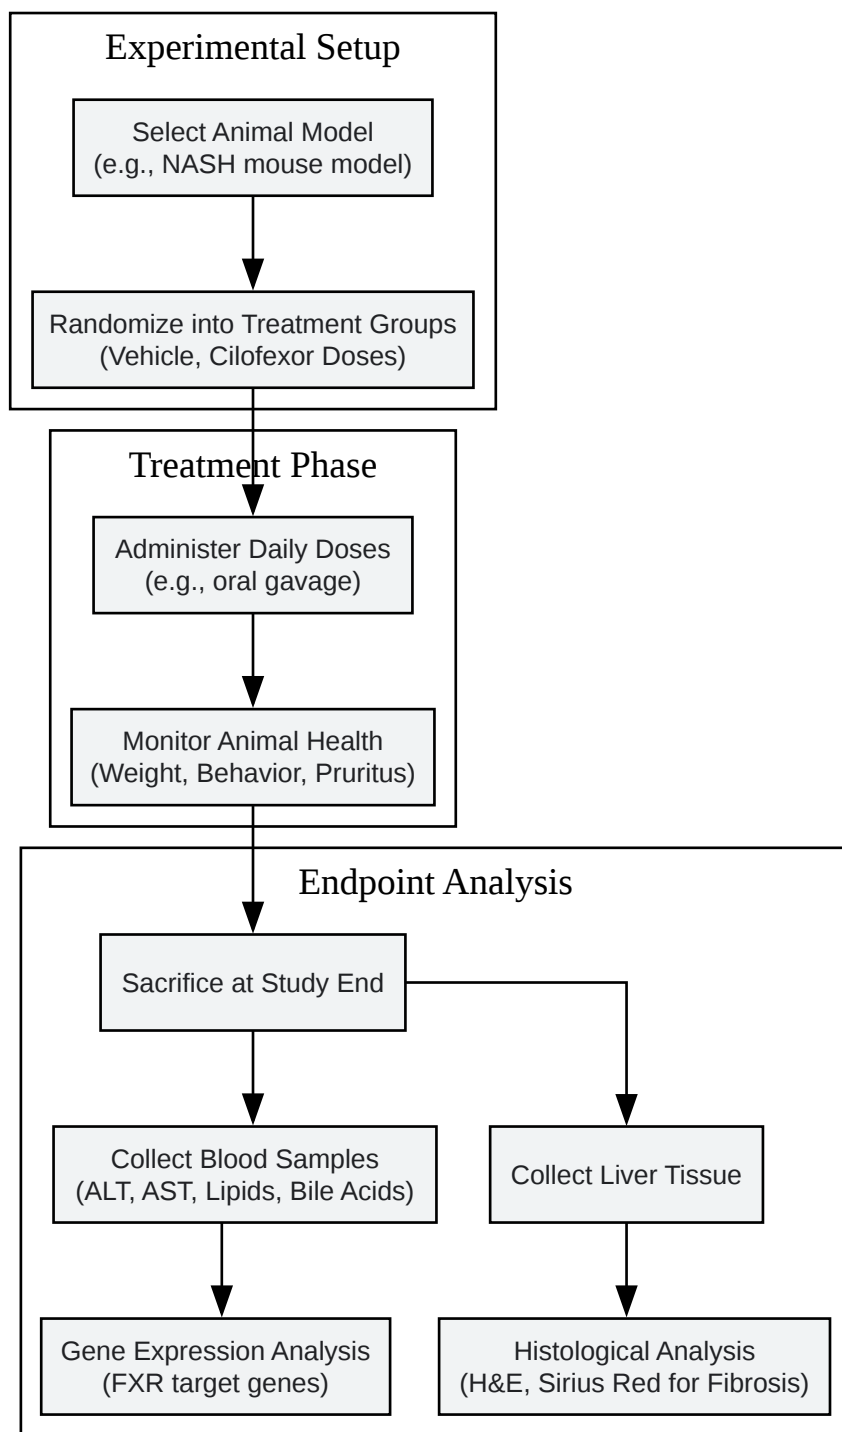 Experimental Setup
Select Animal Model
(e.g., NASH mouse model)
Randomize into Treatment Groups
(Vehicle, Cilofexor Doses)
Treatment Phase
Administer Daily Doses
(e.g., oral gavage)
Monitor Animal Health
(Weight, Behavior, Pruritus)
Endpoint Analysis
Sacrifice at Study End
Collect Blood Samples
(ALT, AST, Lipids, Bile Acids)
Collect Liver Tissue
Gene Expression Analysis
(FXR target genes)
Histological Analysis
(H&E, Sirius Red for Fibrosis)